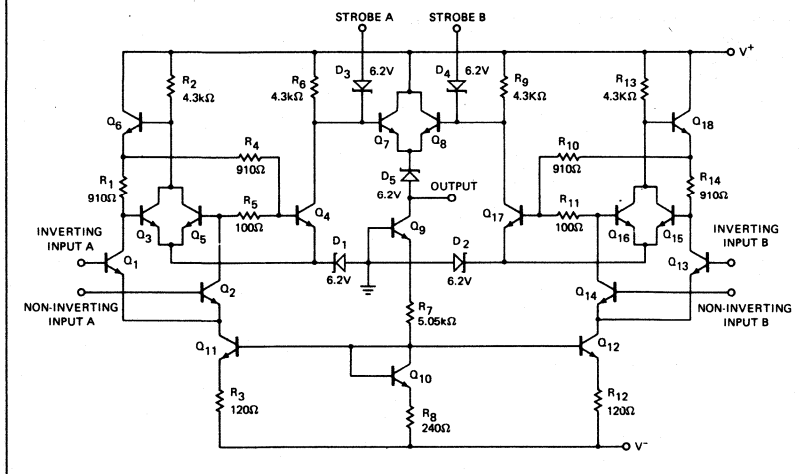 STROBE A
STROBE B
V+
R2
4.3kΩ
R6
4.3kΩ
D3
6.2V
D4
6.2V
R9
4.3KΩ
R13
4.3KΩ
Q6
Q7
Q8
Q18
R4
910Ω
R10
910Ω
R1
910Ω
D5
6.2V
OUTPUT
R14
910Ω
R5
100Ω
R11
100Ω
Q3
Q5
Q4
Q9
Q17
Q16
Q15
INVERTING
INPUT A
D1
6.2V
D2
6.2V
INVERTING
INPUT B
Q1
Q2
Q14
Q13
NON-INVERTING
INPUT A
NON-INVERTING
INPUT B
R7
5.05kΩ
Q11
Q10
Q12
R3
120Ω
R8
240Ω
R12
120Ω
V-